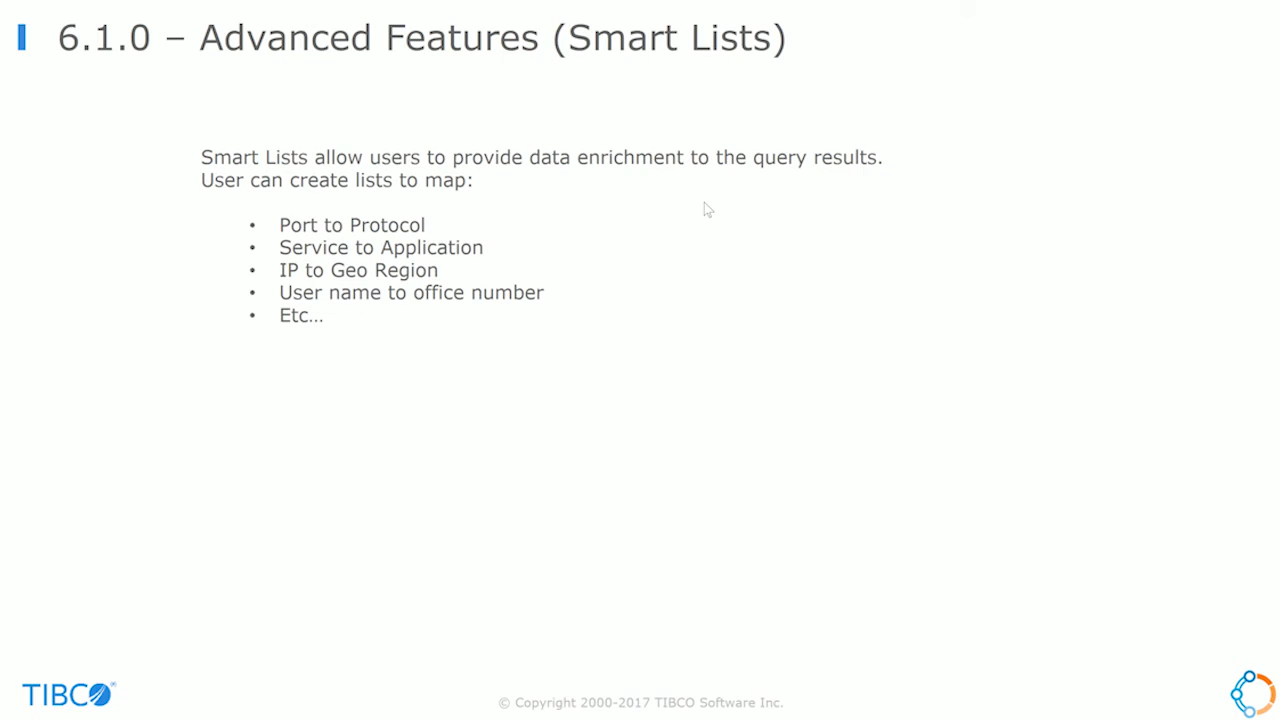 6.1.0 – Advanced Features (Smart Lists)
Smart Lists allow users to provide data enrichment to the query results.
User can create lists to map:
• Port to Protocol
• Service to Application
• IP to Geo Region
• User name to office number
• Etc…
TIBCO®
© Copyright 2000-2017 TIBCO Software Inc.